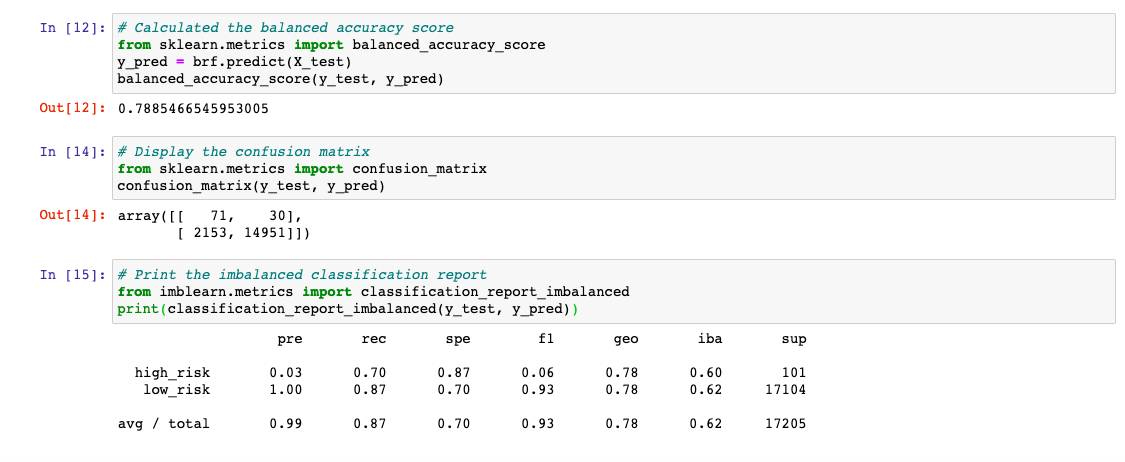 In [12]: # Calculated the balanced accuracy score
from sklearn.metrics import balanced_accuracy_score
y_pred = brf.predict(X_test)
balanced_accuracy_score(y_test, y_pred)
Out[12]: 0.7885466545953005
In [14]: # Display the confusion matrix
from sklearn.metrics import confusion_matrix
confusion_matrix(y_test, y_pred)
Out[14]: array([[   71,    30],
       [ 2153, 14951]])
In [15]: # Print the imbalanced classification report
from imblearn.metrics import classification_report_imbalanced
print(classification_report_imbalanced(y_test, y_pred))
pre rec spe f1 geo iba sup
high_risk 0.03 0.70 0.87 0.06 0.78 0.60 101
low_risk 1.00 0.87 0.70 0.93 0.78 0.62 17104
avg / total 0.99 0.87 0.70 0.93 0.78 0.62 17205